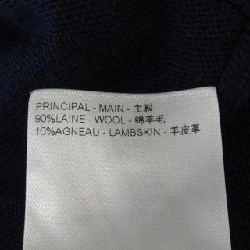 PRINCIPAL - MAIN - 主料
90%LAINE - WOOL - 绵羊毛
10%AGNEAU - LAMBSKIN - 羊皮革